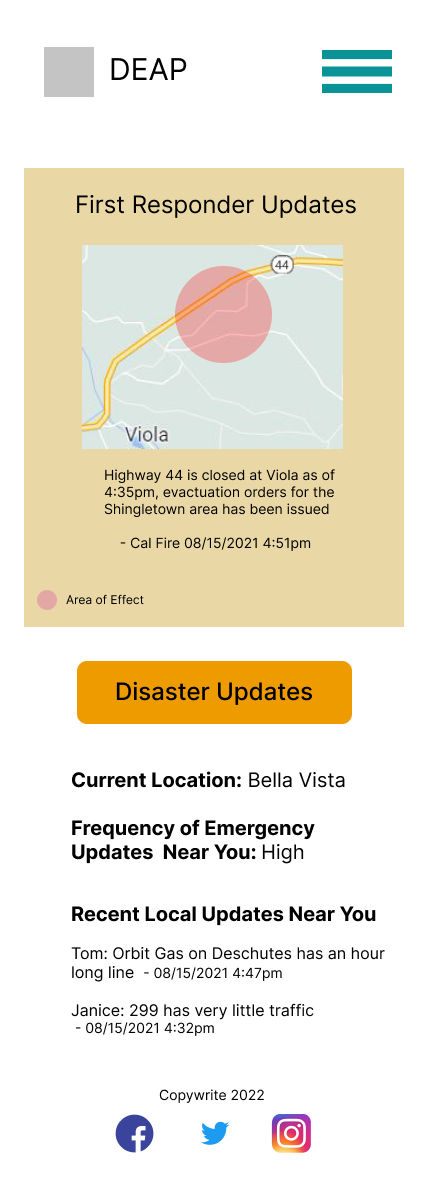 DEAP
First Responder Updates
44
Viola
Highway 44 is closed at Viola as of
4:35pm, evactuation orders for the
Shingletown area has been issued
- Cal Fire 08/15/2021 4:51pm
Area of Effect
Disaster Updates
Current Location: Bella Vista
Frequency of Emergency
Updates  Near You: High
Recent Local Updates Near You
Tom: Orbit Gas on Deschutes has an hour
long line  - 08/15/2021 4:47pm
Janice: 299 has very little traffic
- 08/15/2021 4:32pm
Copywrite 2022